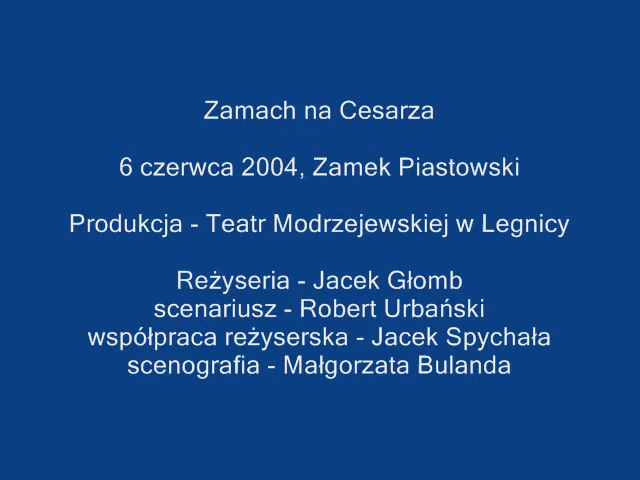 Zamach na Cesarza
6 czerwca 2004, Zamek Piastowski
Produkcja - Teatr Modrzejewskiej w Legnicy
Reżyseria - Jacek Głomb
scenariusz - Robert Urbański
współpraca reżyserska - Jacek Spychała
scenografia - Małgorzata Bulanda